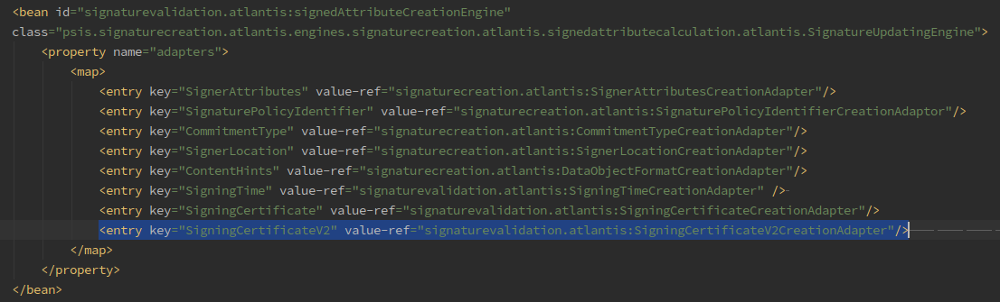 <bean id="signaturevalidation.atlantis:signedAttributeCreationEngine"
class="psis.signaturecreation.atlantis.engines.signaturecreation.atlantis.signedattributecalculation.atlantis.SignatureUpdatingEngine">
<property name="adapters">
<map>
<entry key="SignerAttributes" value-ref="signaturecreation.atlantis:SignerAttributesCreationAdapter"/>
<entry key="SignaturePolicyIdentifier" value-ref="signaturecreation.atlantis:SignaturePolicyIdentifierCreationAdaptor"/>
<entry key="CommitmentType" value-ref="signaturecreation.atlantis:CommitmentTypeCreationAdapter"/>
<entry key="SignerLocation" value-ref="signaturecreation.atlantis:SignerLocationCreationAdapter"/>
<entry key="ContentHints" value-ref="signaturecreation.atlantis:DataObjectFormatCreationAdapter"/>
<entry key="SigningTime" value-ref="signaturevalidation.atlantis:SigningTimeCreationAdapter" />
<entry key="SigningCertificate" value-ref="signaturevalidation.atlantis:SigningCertificateCreationAdapter"/>
<entry key="SigningCertificateV2" value-ref="signaturevalidation.atlantis:SigningCertificateV2CreationAdapter"/>
</map>
</property>
</bean>